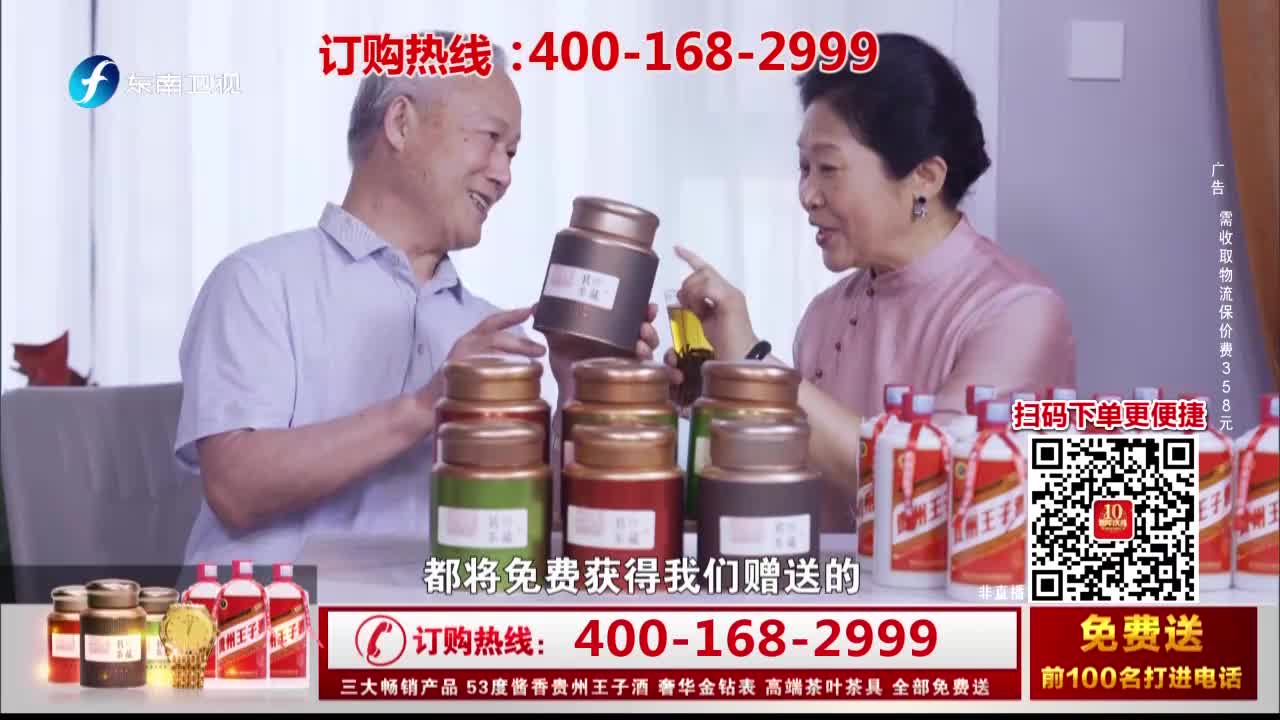 订购热线：400-168-2999
东南卫视
广告 需收取物流保价费358元
扫码下单更便捷
10
都将免费获得我们赠送的
非直播
订购热线： 400-168-2999
免费送
三大畅销产品 53度酱香贵州王子酒 奢华金钻表 高端茶叶茶具 全部免费送
前100名打进电话